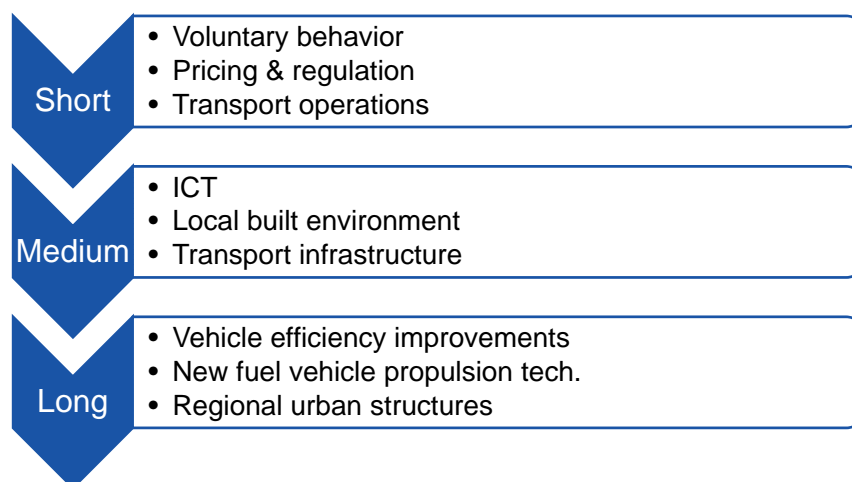 Short
• Voluntary behavior
• Pricing & regulation
• Transport operations
Medium
• ICT
• Local built environment
• Transport infrastructure
Long
• Vehicle efficiency improvements
• New fuel vehicle propulsion tech.
• Regional urban structures